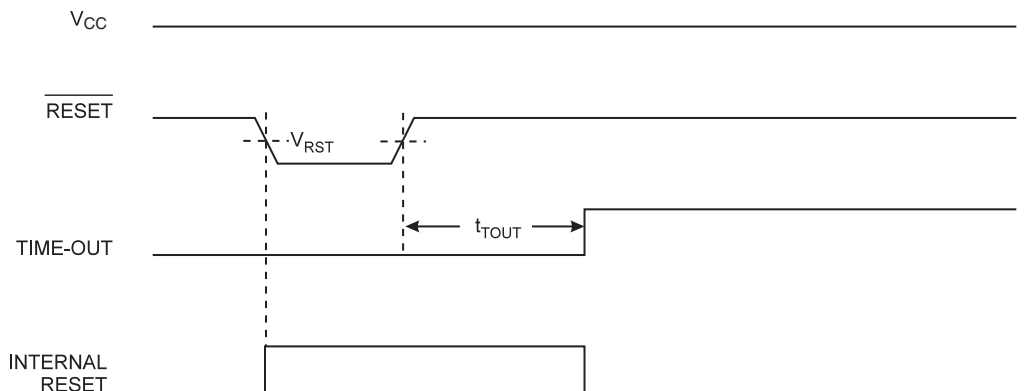 VCC
RESET
VRST
tTOUT
TIME-OUT
INTERNAL
RESET